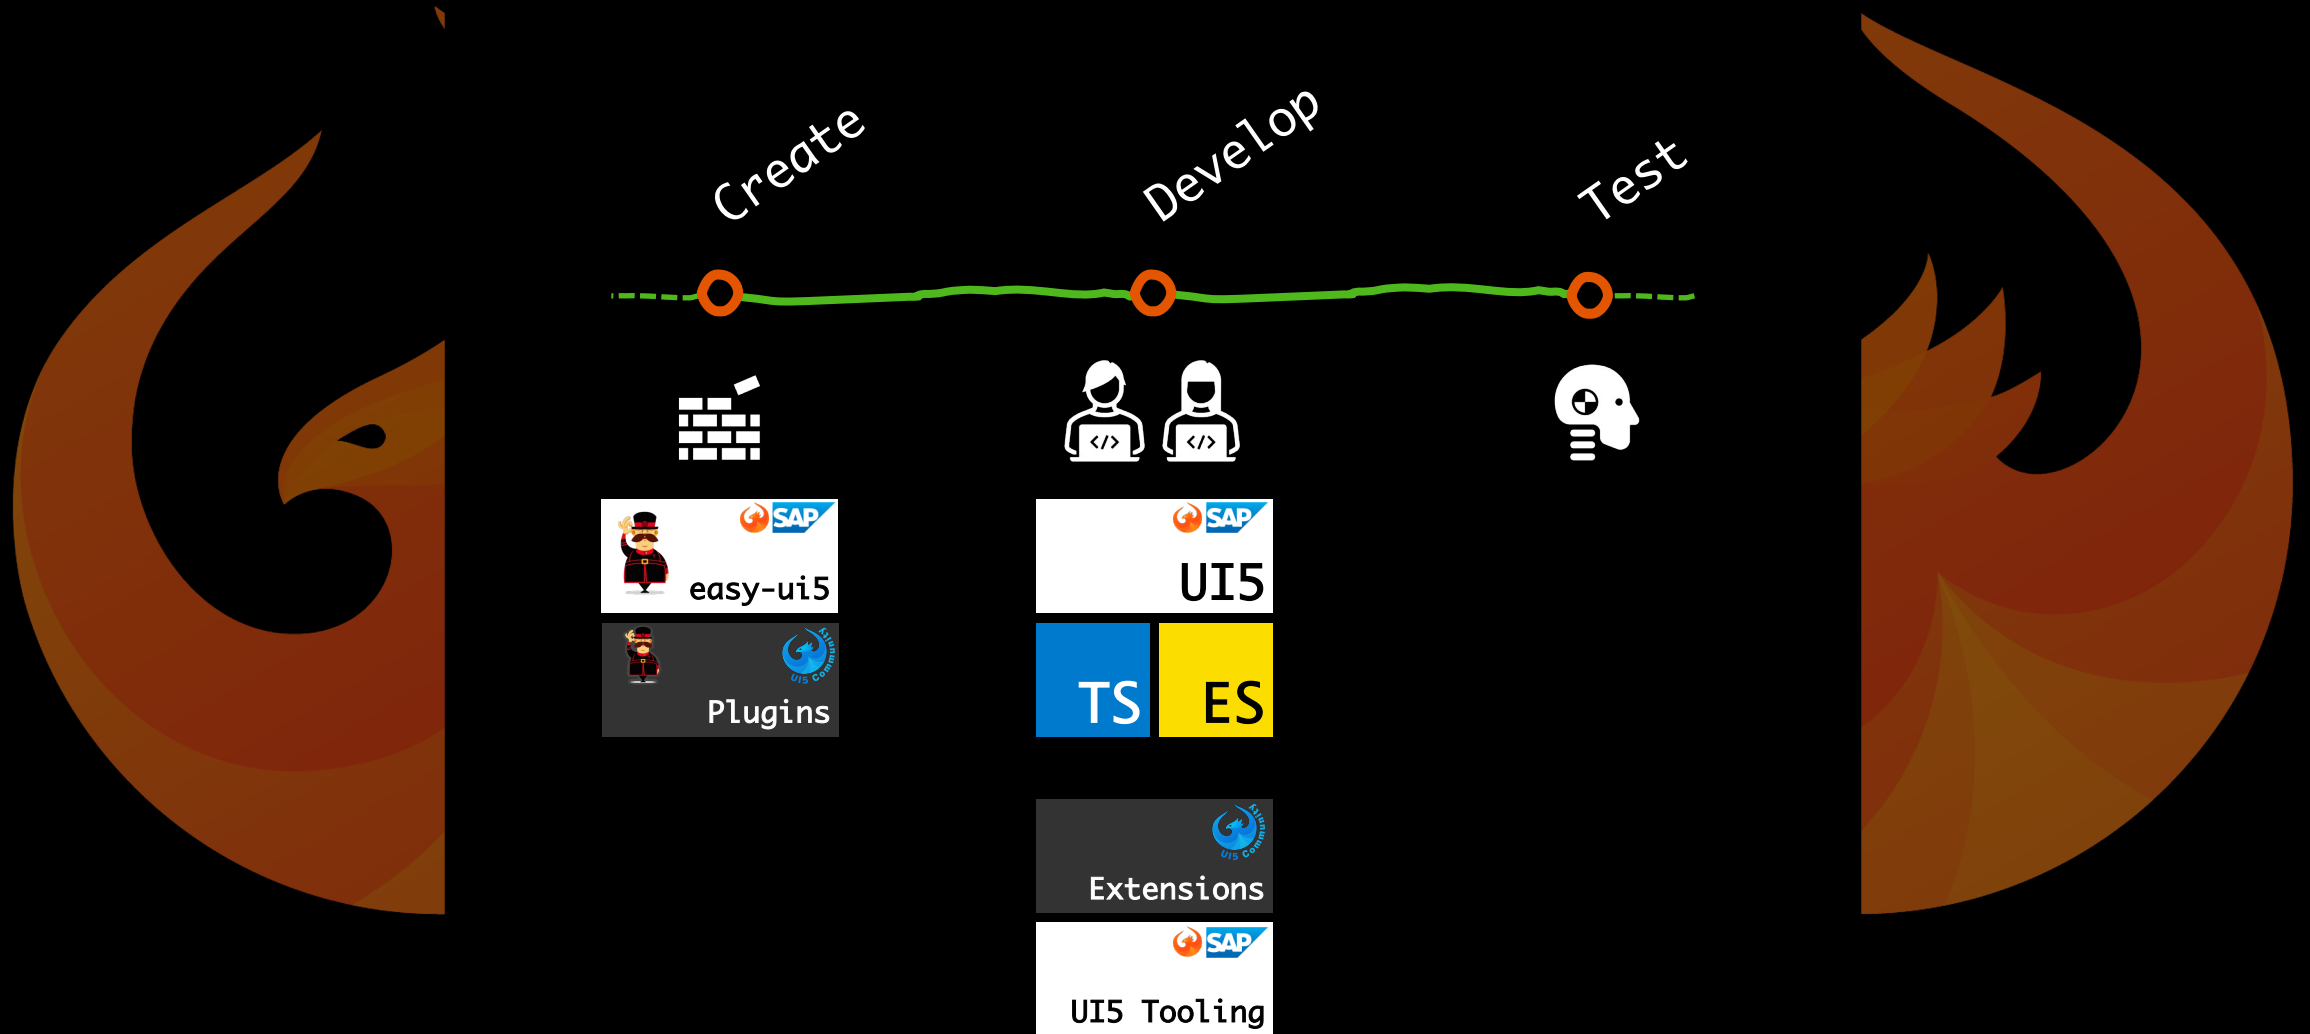 Create
Develop
Test
</>
</>
SAP
easy-ui5
SAP
UI5
UI5 Community
Plugins
TS
ES
UI5 Community
Extensions
SAP
UI5 Tooling